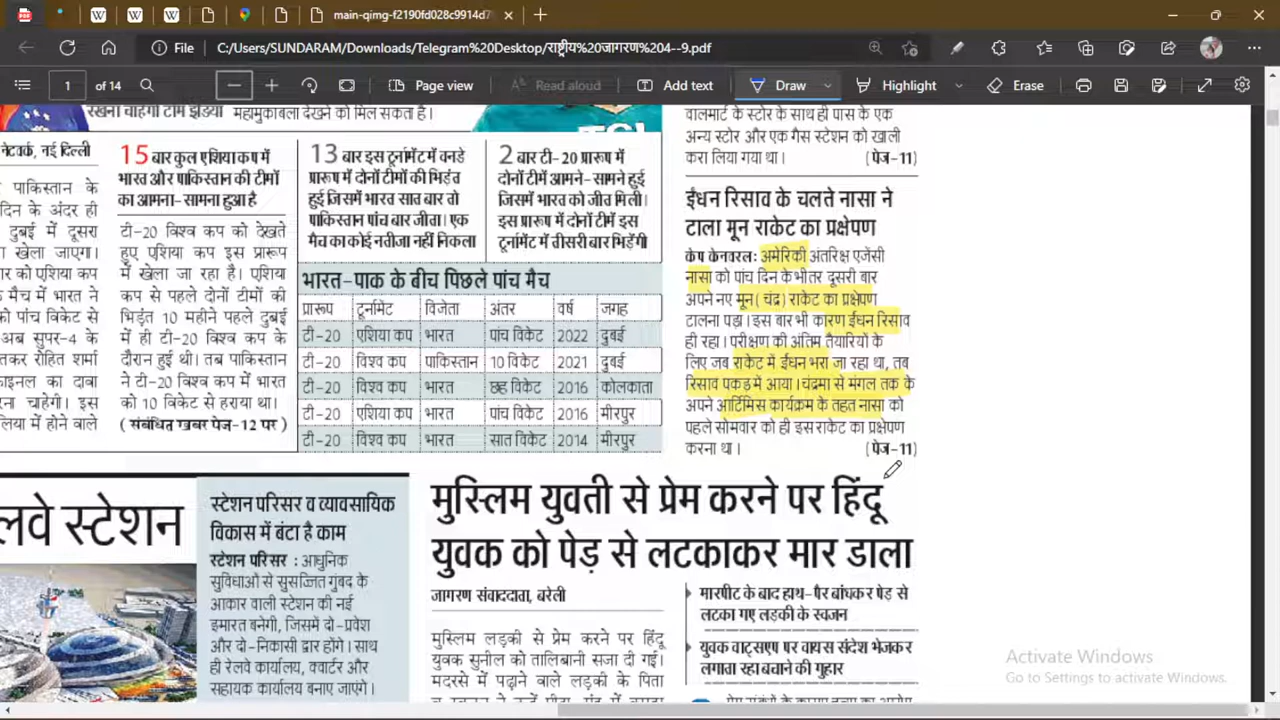 main-qimg-f2190fd028c9914d7
File
C:/Users/SUNDARAM/Downloads/Telegram%20Desktop/राष्ट्रीय%20जागरण%204--9.pdf
1 of 14
Page view
Read aloud
Add text
Draw
Highlight
Erase
रखना चाहेगी टीम इंडिया
महामुकाबला देखने को मिल सकता है।
नेटवर्क, नई दिल्ली
पाकिस्तान के
दिन के अंदर ही
दुबई में दूसरा
खेला जाएगा।
को एशिया कप
मैच में भारत ने
पांच विकेट से
अब सुपर-4 के
रोहित शर्मा
का दावा
चाहेगी। इस
में होने वाले
15 बार कुल एशिया कप में
भारत और पाकिस्तान की टीमों
का आमना-सामना हुआ है
टी-20 विश्व कप को देखते
हुए एशिया कप इस प्रारूप
में खेला जा रहा है। एशिया
कप से पहले दोनों टीमों की
भिड़ंत 10 महीने पहले दुबई
में ही टी-20 विश्व कप के
दौरान हुई थी। तब पाकिस्तान
ने टी-20 विश्व कप में भारत
को 10 विकेट से हराया था।
(संबंधित खबर पेज-12 पर)
13 बार इस टूर्नामेंट में वनडे
प्रारूप में दोनों टीमों की भिड़ंत
हुई जिसमें भारत सात बार तो
पाकिस्तान पांच बार जीता। एक
मैच का कोई नतीजा नहीं निकला
2 बार टी-20 प्रारूप में
दोनों टीमें आमने-सामने हुईं
जिसमें भारत को जीत मिली।
इस प्रारूप में दोनों टीमें इस
टूर्नामेंट में तीसरी बार भिड़ेंगी
भारत-पाक के बीच पिछले पांच मैच
प्रारूप टूर्नामेंट विजेता अंतर वर्ष जगह
टी-20 एशिया कप भारत पांच विकेट 2022 दुबई
टी-20 विश्व कप पाकिस्तान 10 विकेट 2021 दुबई
टी-20 विश्व कप भारत छह विकेट 2016 कोलकाता
टी-20 एशिया कप भारत पांच विकेट 2016 मीरपुर
टी-20 विश्व कप भारत सात विकेट 2014 मीरपुर
वालमार्ट के स्टोर के साथ ही पास के एक
अन्य स्टोर और एक गैस स्टेशन को खाली
करा लिया गया था। (पेज-11)
ईंधन रिसाव के चलते नासा ने
टाला मून राकेट का प्रक्षेपण
केप केनवरल: अमेरिकी अंतरिक्ष एजेंसी
नासा को पांच दिन के भीतर दूसरी बार
अपने नए मून (चंद्र) राकेट का प्रक्षेपण
टालना पड़ा। इस बार भी कारण ईंधन रिसाव
ही रहा। परीक्षण की अंतिम तैयारियों के
लिए जब राकेट में ईंधन भरा जा रहा था, तब
रिसाव पकड़ में आया। चंद्रमा से मंगल तक के
अपने आर्टिमिस कार्यक्रम के तहत नासा को
पहले सोमवार को ही इस राकेट का प्रक्षेपण
करना था। (पेज-11)
लवे स्टेशन
स्टेशन परिसर व व्यावसायिक
विकास में बंटा है काम
स्टेशन परिसर : आधुनिक
सुविधाओं से सुसज्जित गुंबद के
आकार वाली स्टेशन की नई
इमारत बनेगी, जिसमें दो-प्रवेश
और दो-निकासी द्वार होंगे। साथ
ही रेलवे कार्यालय, क्वार्टर और
सहायक कार्यालय बनाए जाएंगे।
मुस्लिम युवती से प्रेम करने पर हिंदू
युवक को पेड़ से लटकाकर मार डाला
जागरण संवाददाता, बरेली
मुस्लिम लड़की से प्रेम करने पर हिंदू
युवक सुनील को तालिबानी सजा दी गई।
मदरसे में पढ़ाने वाले लड़की के पिता
मारपीट के बाद हाथ-पैर बांधकर पेड़ से
लटका गए लड़की के स्वजन
युवक वाट्सएप पर वायस संदेश भेजकर
लगाता रहा बचाने की गुहार
Activate Windows
Go to Settings to activate Windows.